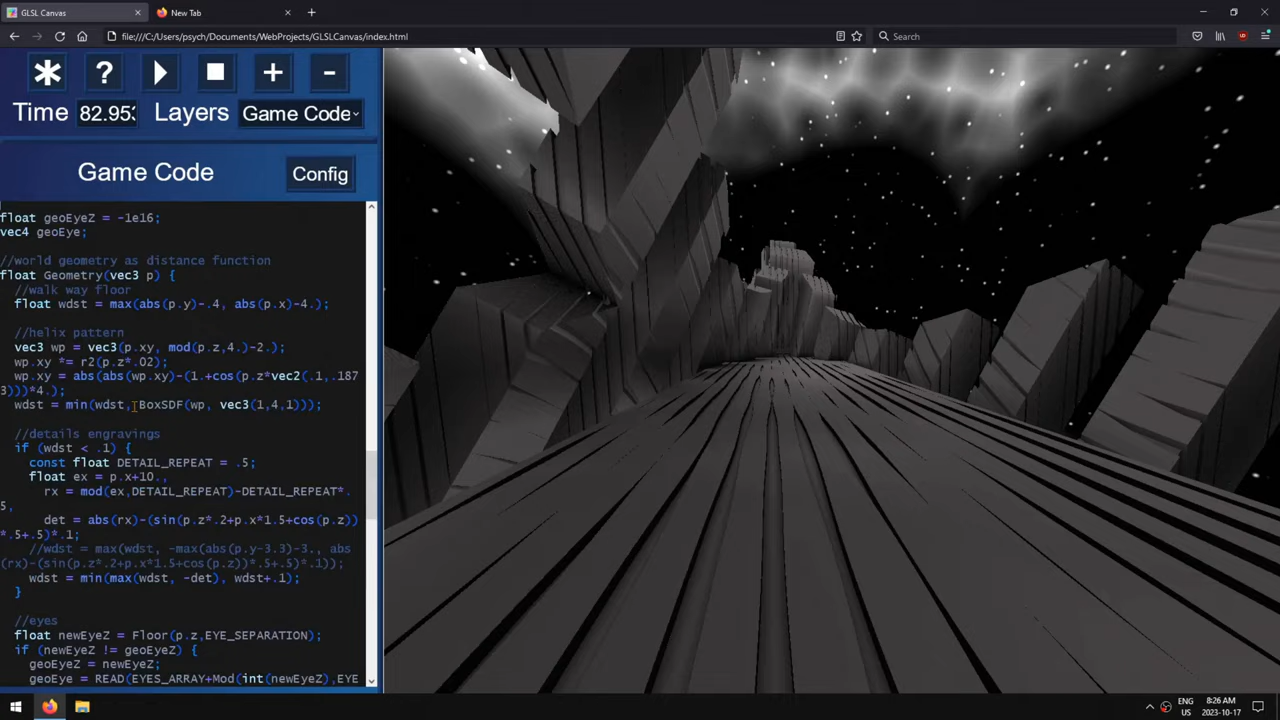 GLSL Canvas
New Tab
file:///C:/Users/psych/Documents/WebProjects/GLSLCanvas/index.html
Search
Time 82.953 Layers Game Code
Game Code Config
float geoEyeZ = -1e16;
vec4 geoEye;
//world geometry as distance function
float Geometry(vec3 p) {
//walk way floor
float wdst = max(abs(p.y)-.4, abs(p.x)-4.);
//helix pattern
vec3 wp = vec3(p.xy, mod(p.z,4.)-2.);
wp.xy *= r2(p.z*.02);
wp.xy = abs(abs(wp.xy)-(1.+cos(p.z*vec2(.1,.187
3)))*4.);
wdst = min(wdst, BoxSDF(wp, vec3(1,4,1)));
//details engravings
if (wdst < .1) {
const float DETAIL_REPEAT = .5;
float ex = p.x+10.,
rx = mod(ex,DETAIL_REPEAT)-DETAIL_REPEAT*.
5,
det = abs(rx)-(sin(p.z*.2+p.x*1.5+cos(p.z))
*.5+.5)*.1;
//wdst = max(wdst, -max(abs(p.y-3.3)-3., abs
(rx)-(sin(p.z*.2+p.x*1.5+cos(p.z))*.5+.5)*.1));
wdst = min(max(wdst, -det), wdst+.1);
}
//eyes
float newEyeZ = Floor(p.z,EYE_SEPARATION);
if (newEyeZ != geoEyeZ) {
geoEyeZ = newEyeZ;
geoEye = READ(EYES_ARRAY+Mod(int(newEyeZ),EYE
ENG
US
8:26 AM
2023-10-17